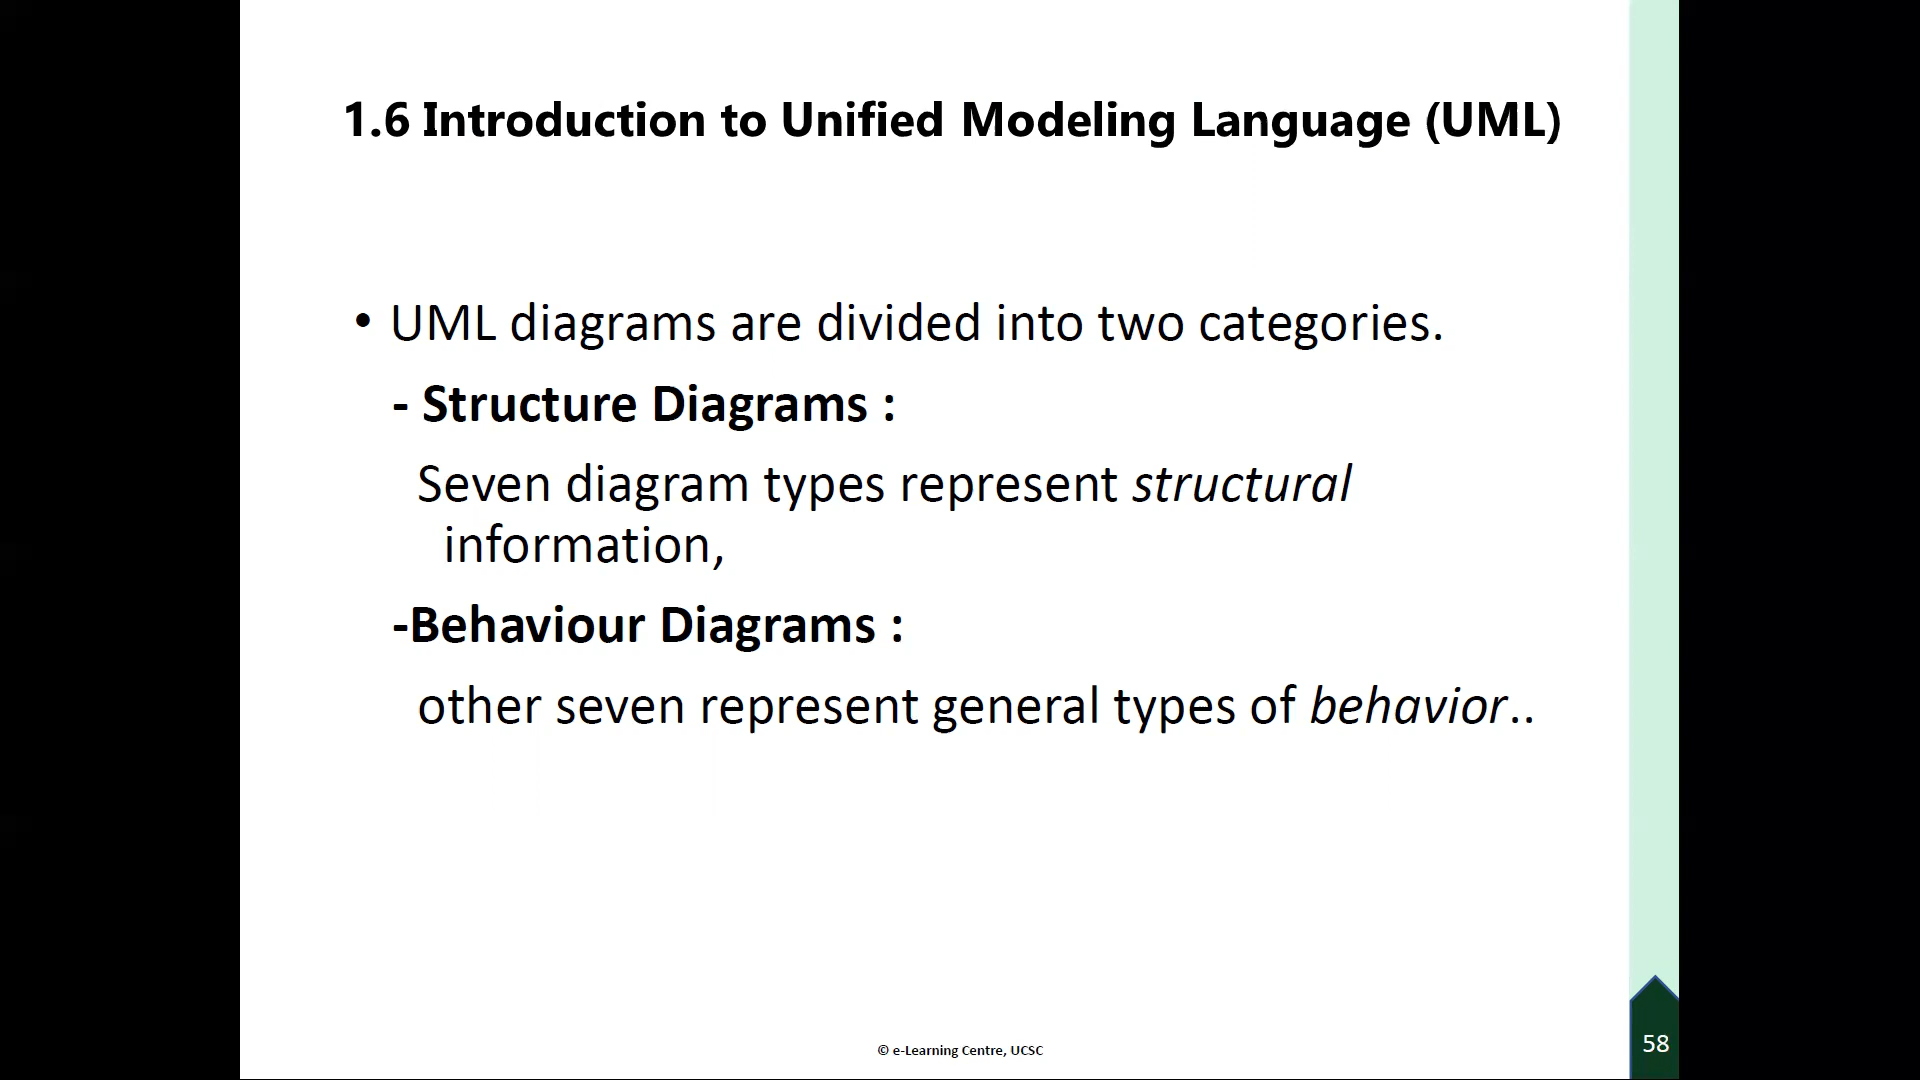 1.6 Introduction to Unified Modeling Language (UML)
• UML diagrams are divided into two categories.
- Structure Diagrams :
Seven diagram types represent structural
information,
-Behaviour Diagrams :
other seven represent general types of behavior..
© e-Learning Centre, UCSC
58